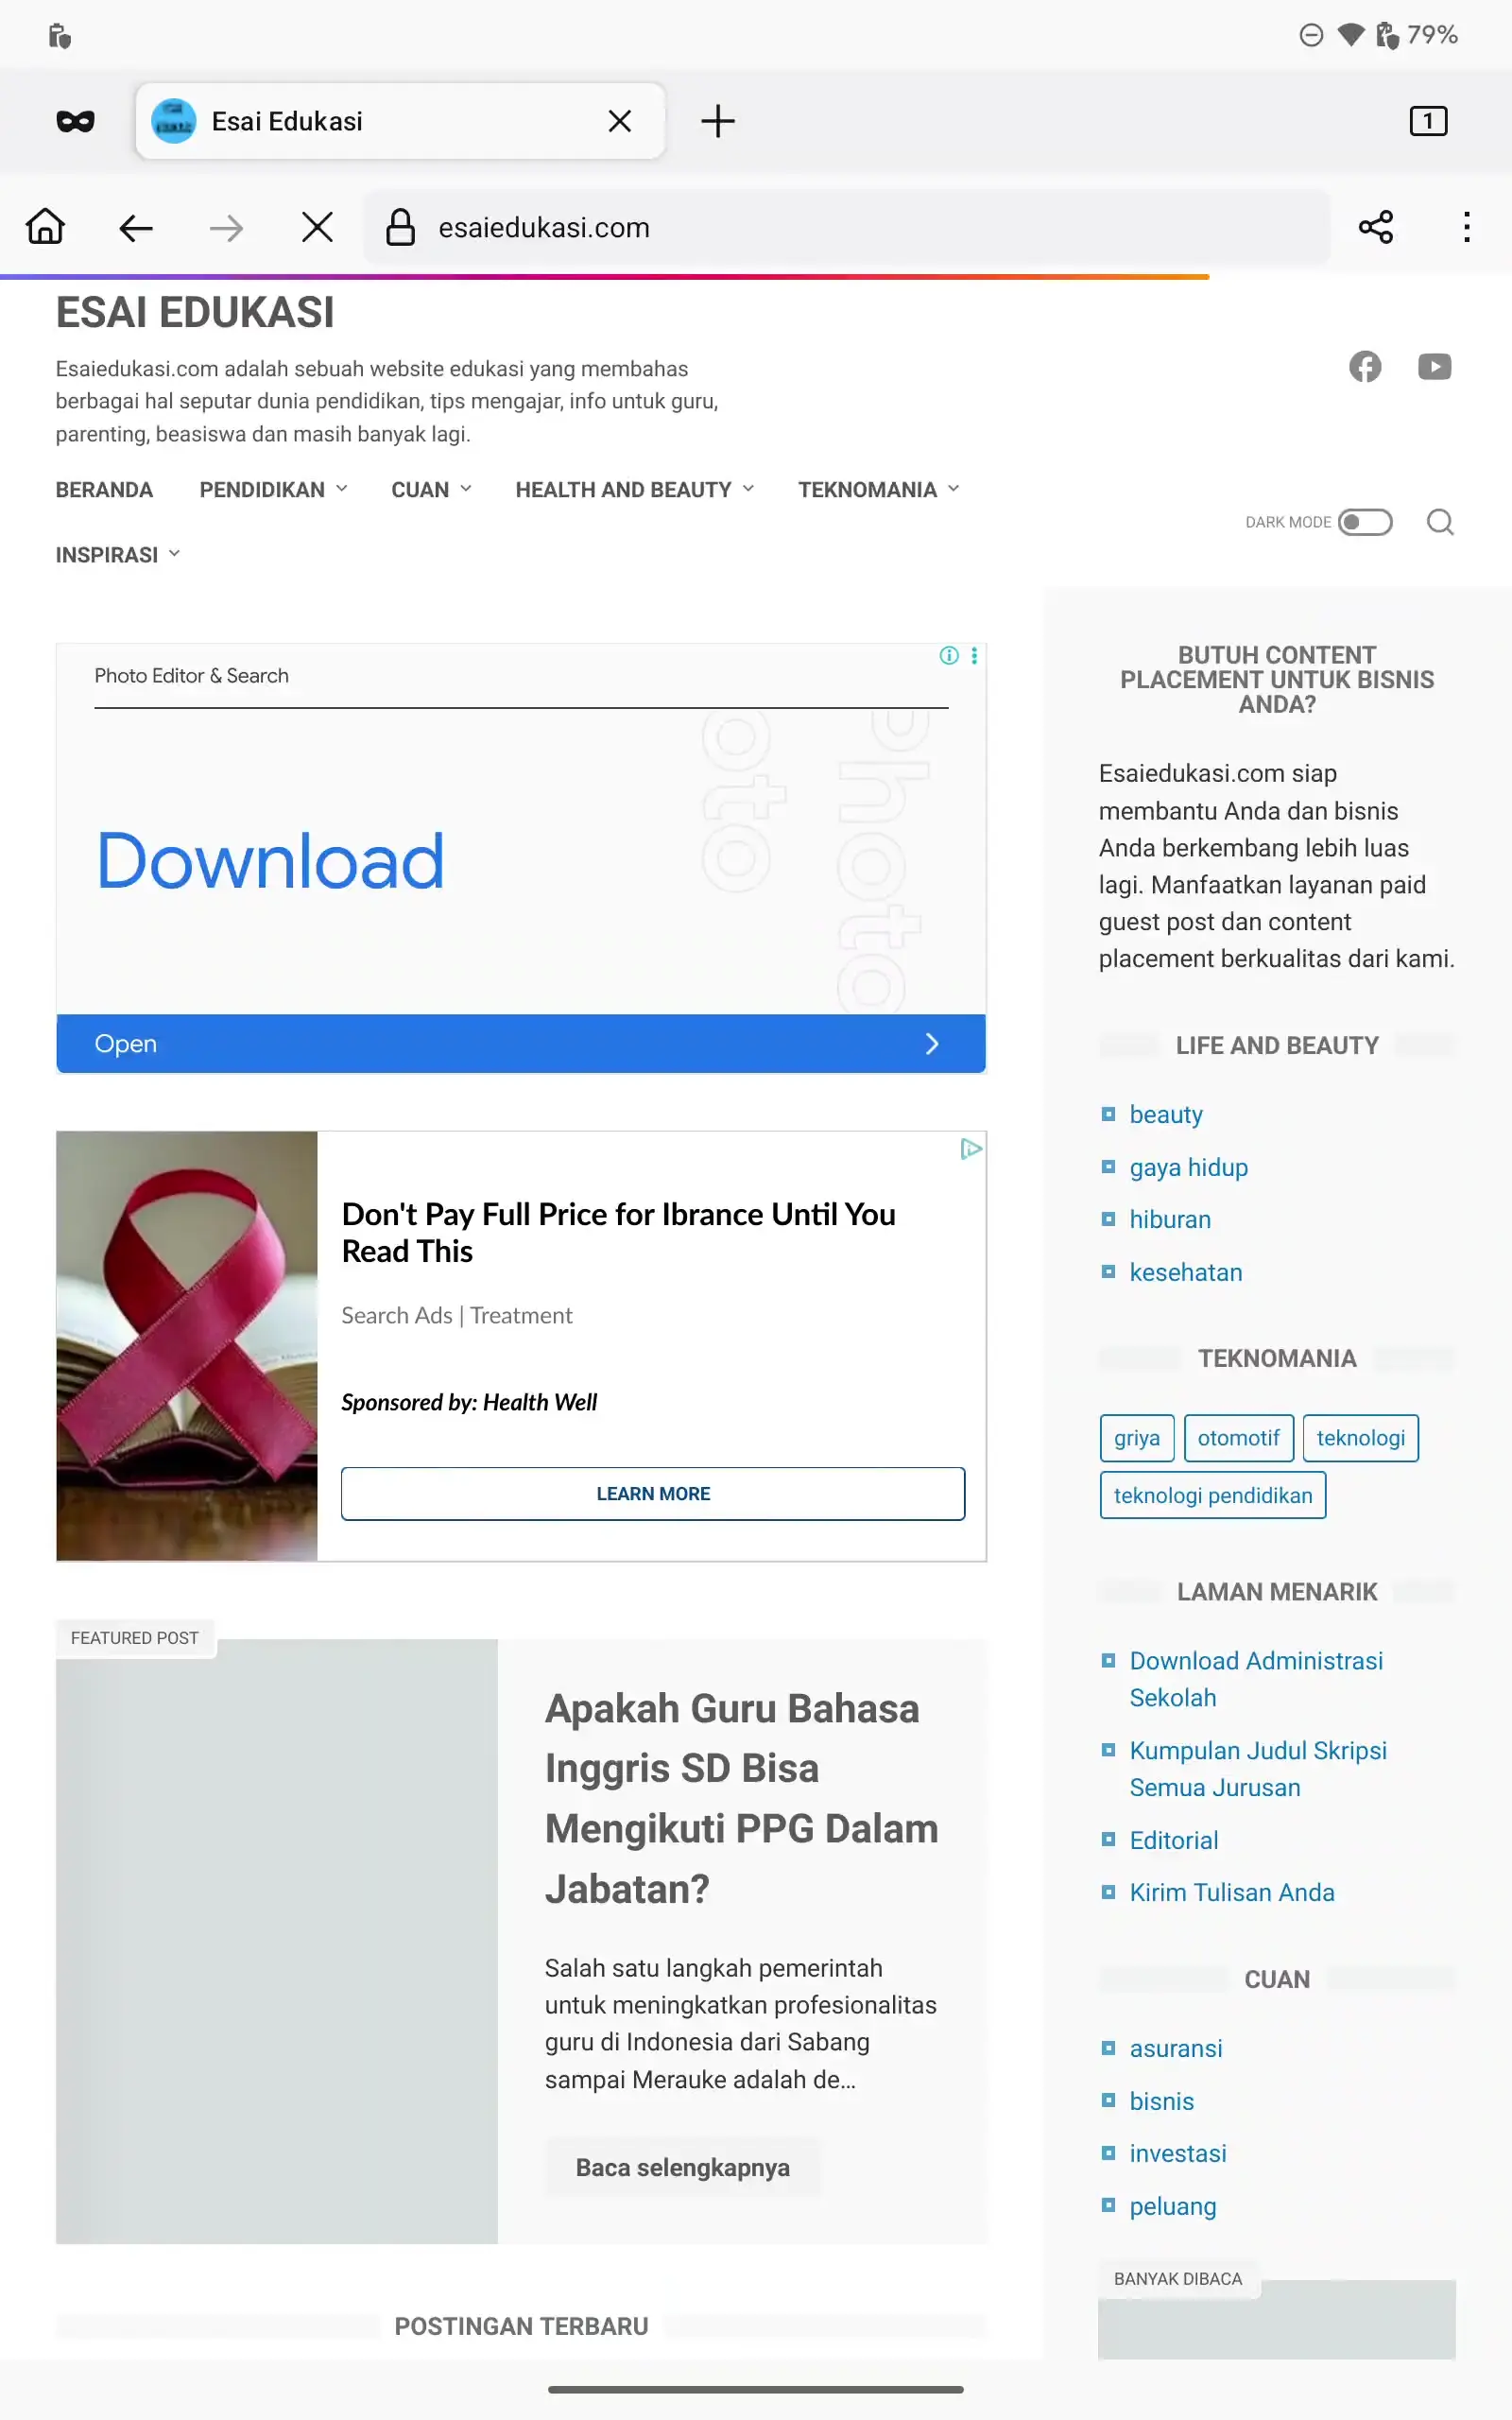 79%
Esai Edukasi
1
esaiedukasi.com
ESAI EDUKASI
Esaiedukasi.com adalah sebuah website edukasi yang membahas
berbagai hal seputar dunia pendidikan, tips mengajar, info untuk guru,
parenting, beasiswa dan masih banyak lagi.
BERANDA PENDIDIKAN CUAN HEALTH AND BEAUTY TEKNOMANIA
INSPIRASI
DARK MODE
Photo Editor & Search
Photo
oto
Download
Open
Don't Pay Full Price for Ibrance Until You
Read This
Search Ads | Treatment
Sponsored by: Health Well
LEARN MORE
FEATURED POST
Apakah Guru Bahasa
Inggris SD Bisa
Mengikuti PPG Dalam
Jabatan?
Salah satu langkah pemerintah
untuk meningkatkan profesionalitas
guru di Indonesia dari Sabang
sampai Merauke adalah de...
Baca selengkapnya
POSTINGAN TERBARU
BUTUH CONTENT
PLACEMENT UNTUK BISNIS
ANDA?
Esaiedukasi.com siap
membantu Anda dan bisnis
Anda berkembang lebih luas
lagi. Manfaatkan layanan paid
guest post dan content
placement berkualitas dari kami.
LIFE AND BEAUTY
beauty
gaya hidup
hiburan
kesehatan
TEKNOMANIA
griya otomotif teknologi
teknologi pendidikan
LAMAN MENARIK
Download Administrasi
Sekolah
Kumpulan Judul Skripsi
Semua Jurusan
Editorial
Kirim Tulisan Anda
CUAN
asuransi
bisnis
investasi
peluang
BANYAK DIBACA